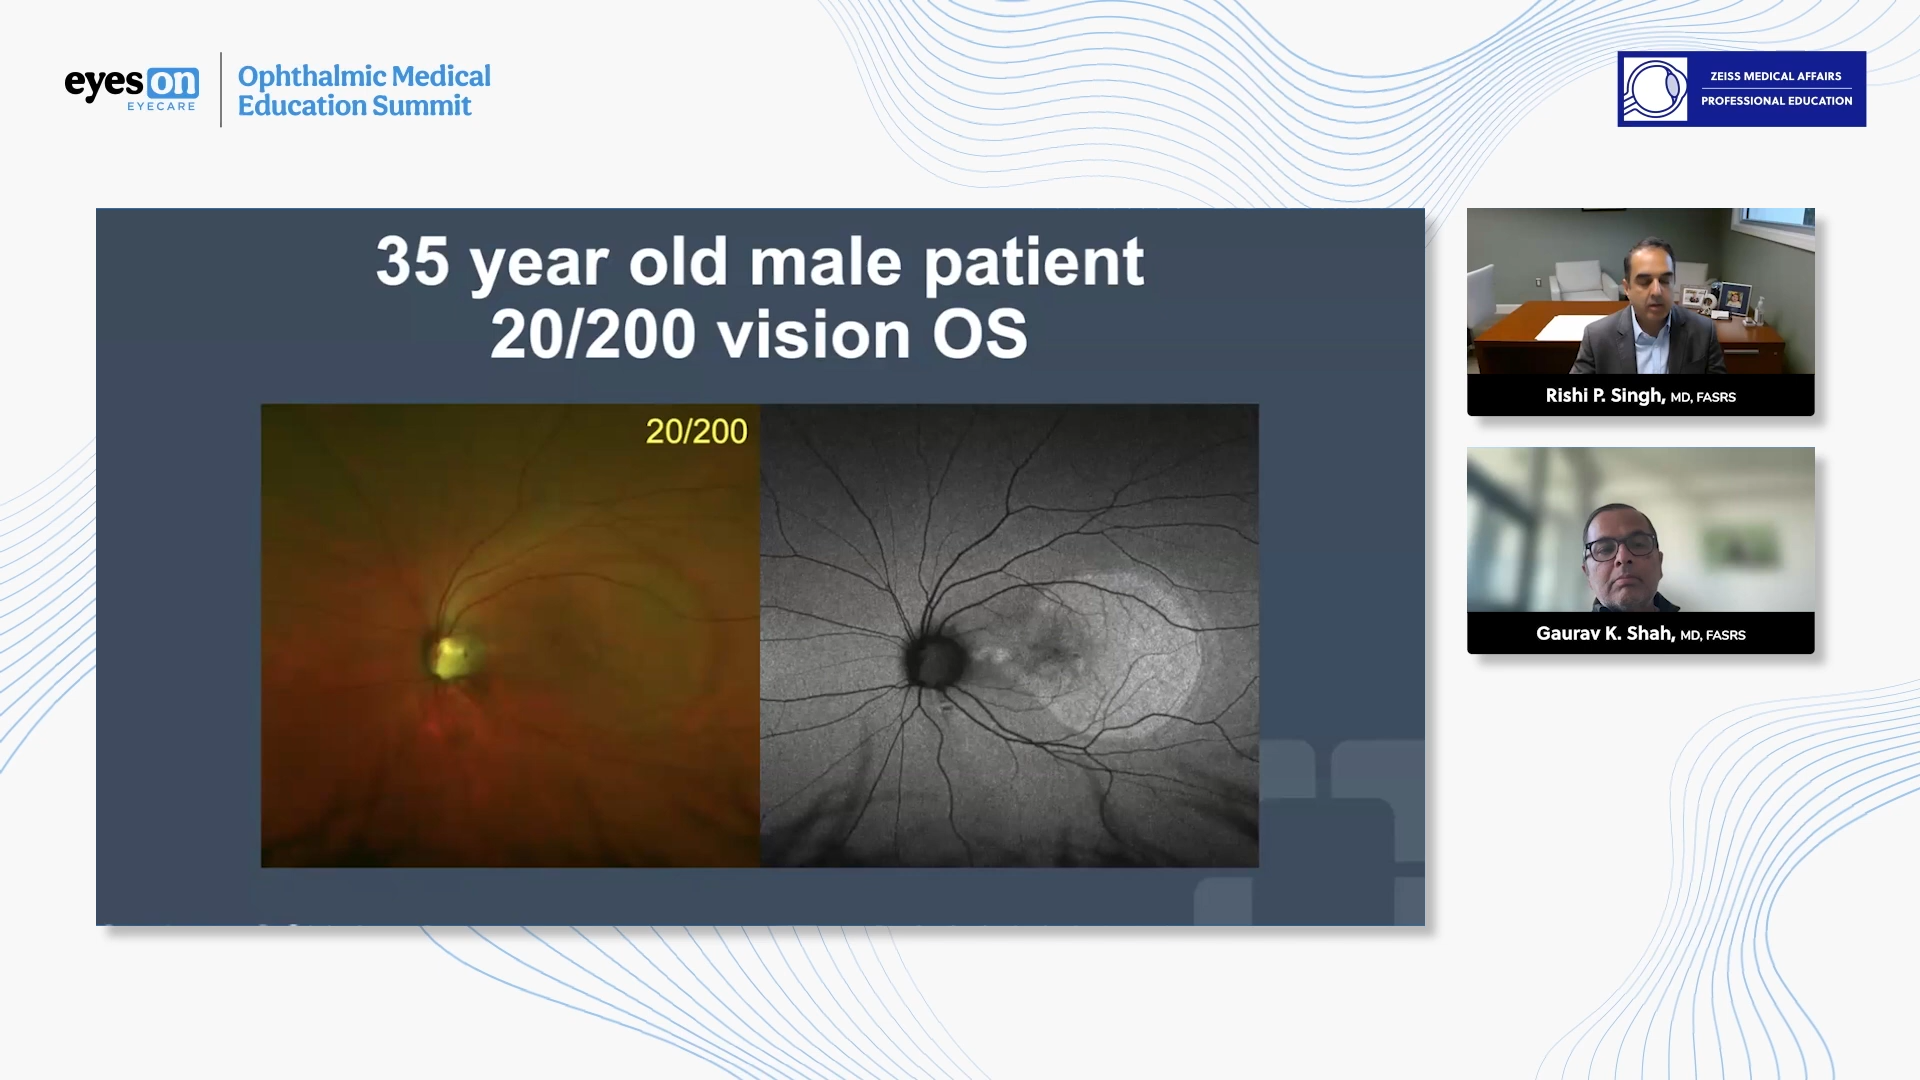 eyes on
EYECARE
Ophthalmic Medical
Education Summit
ZEISS MEDICAL AFFAIRS
PROFESSIONAL EDUCATION
35 year old male patient
20/200 vision OS
20/200
Rishi P. Singh, MD, FASRS
Gaurav K. Shah, MD, FASRS